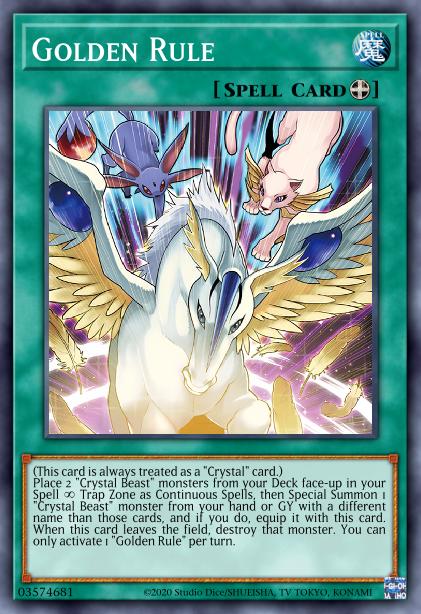 GOLDEN RULE
SPELL
魔
[SPELL CARD]
(This card is always treated as a "Crystal" card.)
Place 2 "Crystal Beast" monsters from your Deck face-up in your
Spell ∞ Trap Zone as Continuous Spells, then Special Summon 1
"Crystal Beast" monster from your hand or GY with a different
name than those cards, and if you do, equip it with this card.
When this card leaves the field, destroy that monster. You can
only activate 1 "Golden Rule" per turn.
03574681
©2020 Studio Dice/SHUEISHA, TV TOKYO, KONAMI